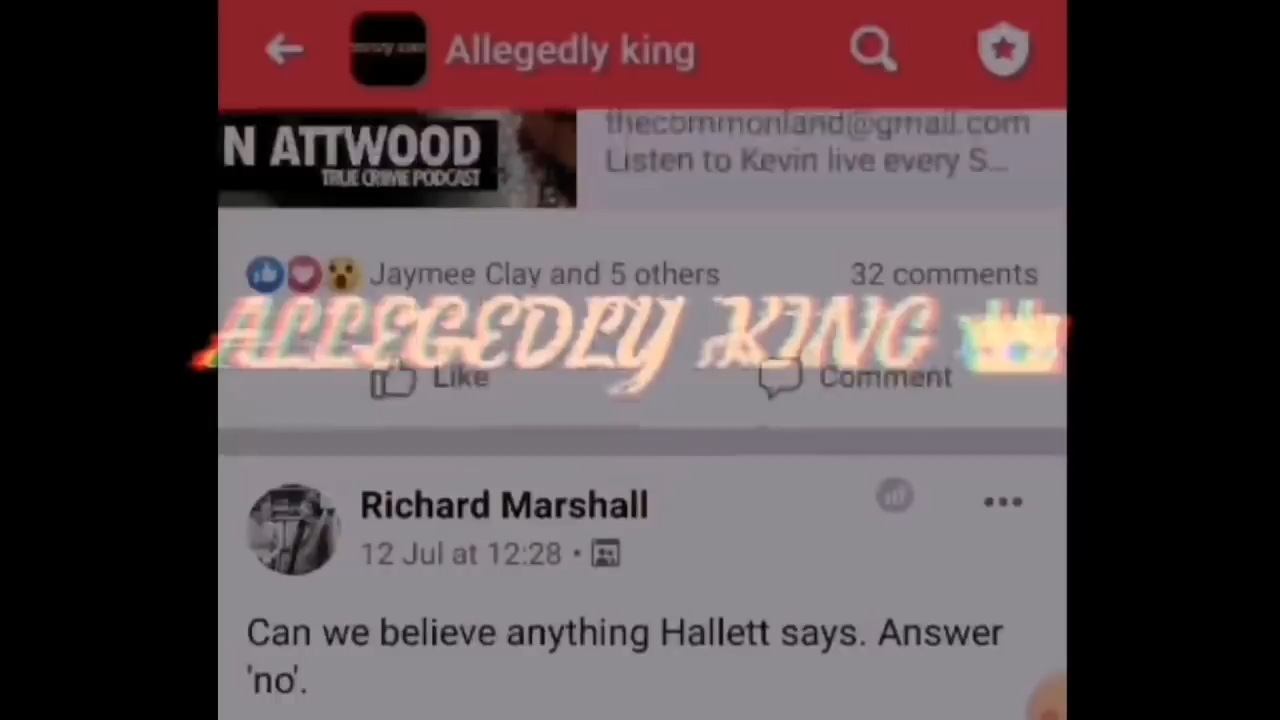 Allegedly king
N ATTWOOD
TRUE CRIME PODCAST
thecommonland@gmail.com
Listen to Kevin live every S...
Jaymee Clay and 5 others
32 comments
ALLEGEDLY KING
Like
Comment
Richard Marshall
12 Jul at 12:28
Can we believe anything Hallett says. Answer
'no'.